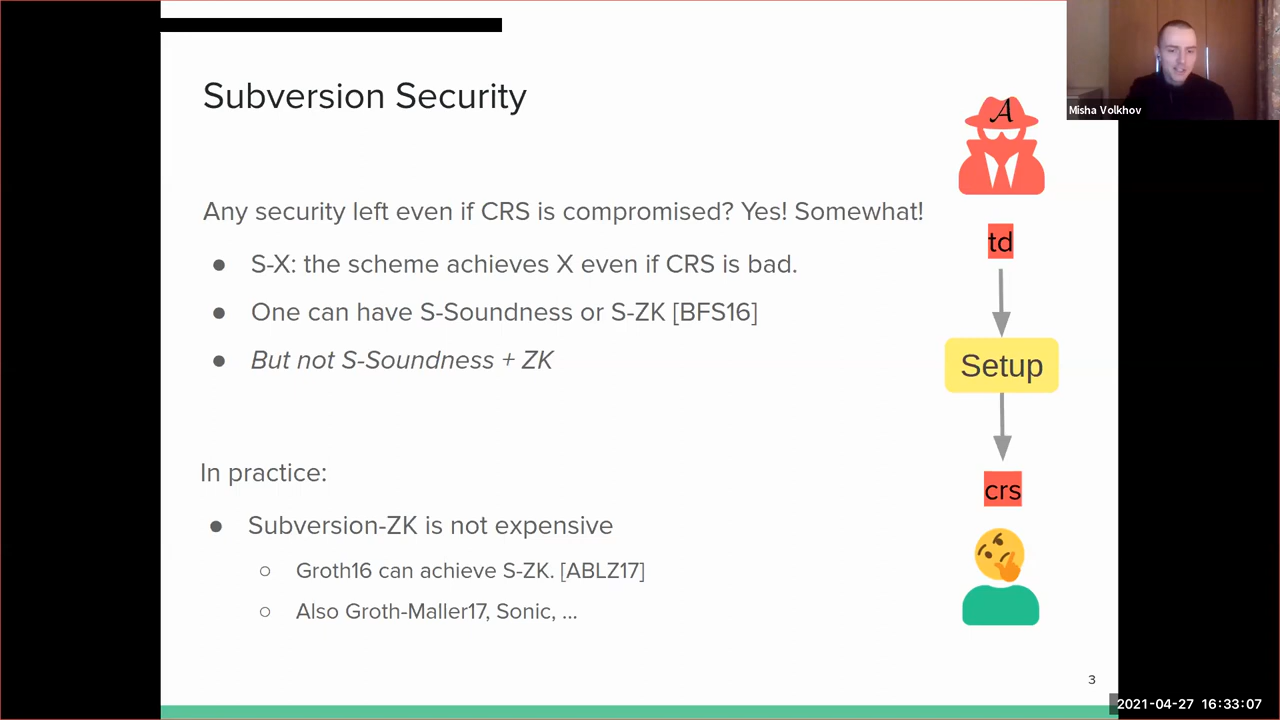 Subversion Security
Any security left even if CRS is compromised? Yes! Somewhat!
● S-X: the scheme achieves X even if CRS is bad.
● One can have S-Soundness or S-ZK [BFS16]
● But not S-Soundness + ZK
In practice:
● Subversion-ZK is not expensive
○ Groth16 can achieve S-ZK. [ABLZ17]
○ Also Groth-Maller17, Sonic, ...
A
td
Setup
crs
3
Misha Volkhov
2021-04-27 16:33:07